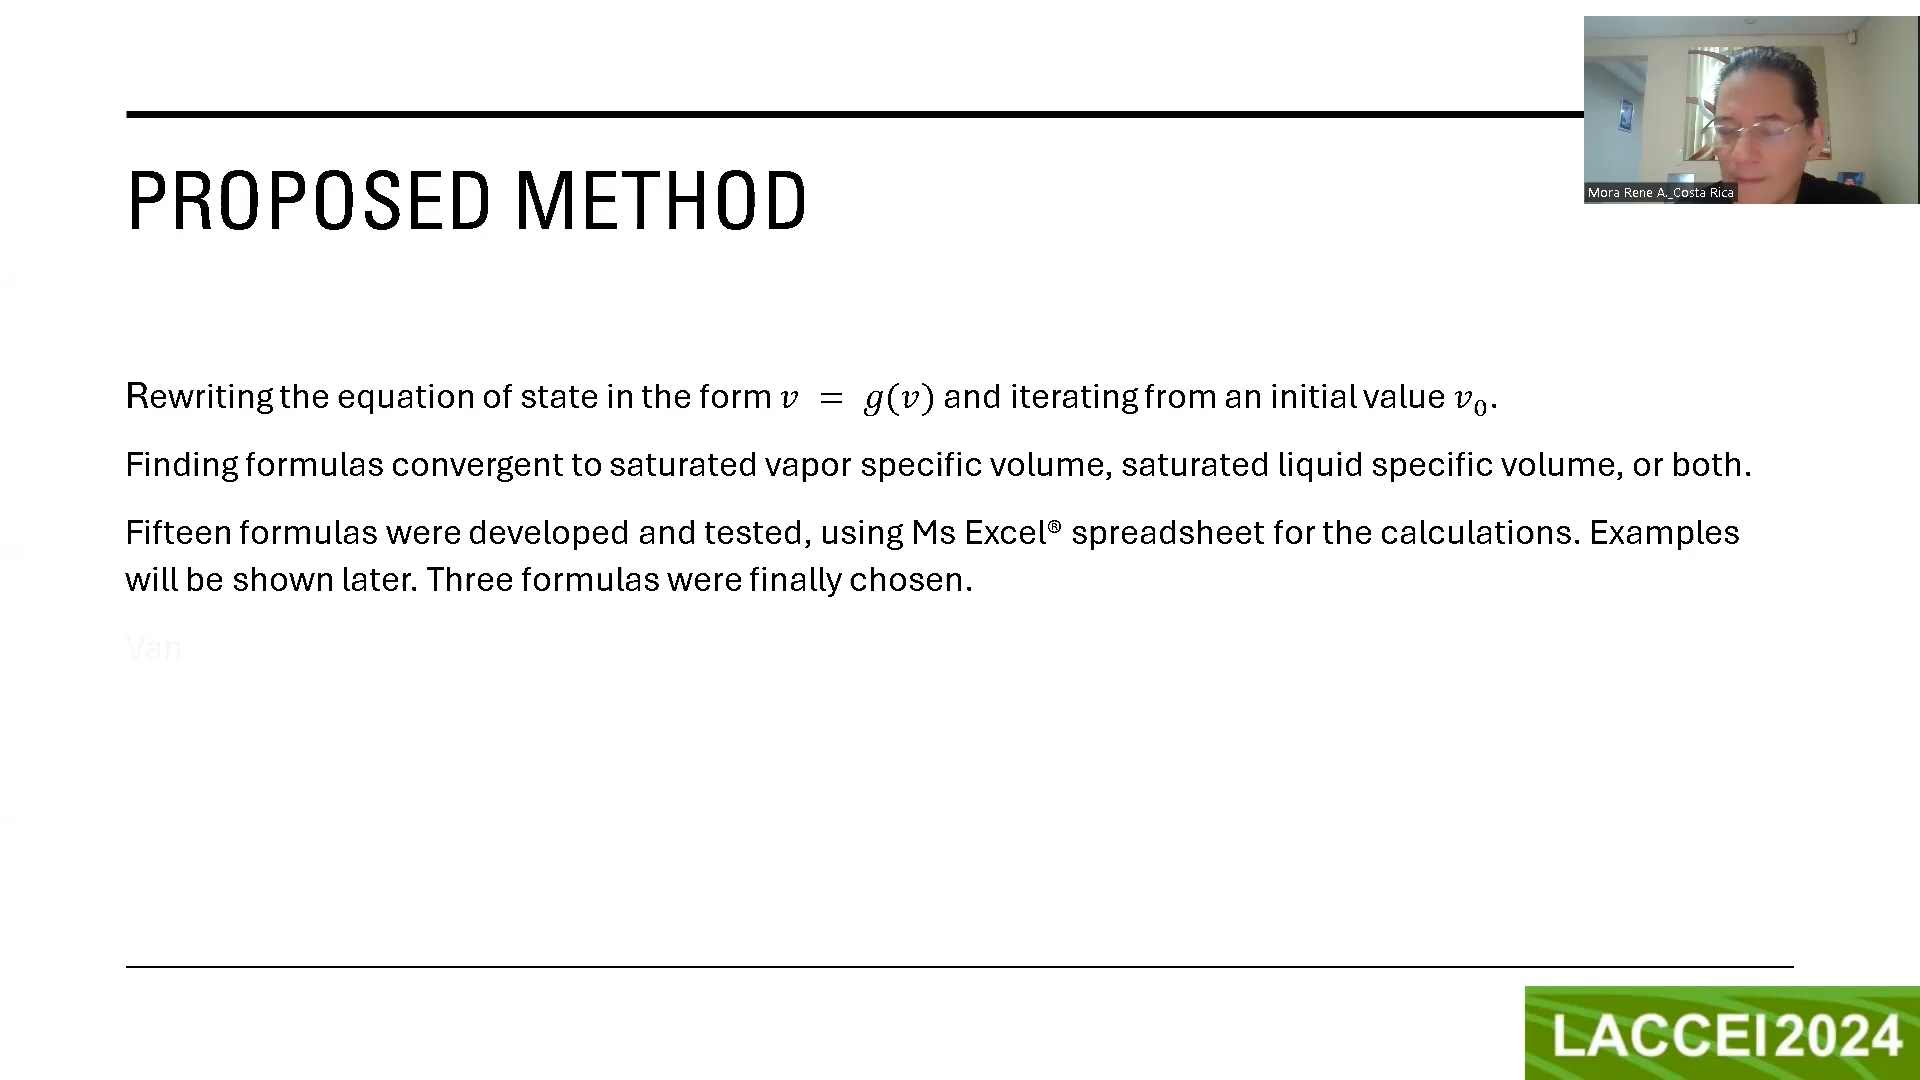 Mora Rene A._Costa Rica
PROPOSED METHOD
Rewriting the equation of state in the form v = g(v) and iterating from an initial value v₀.
Finding formulas convergent to saturated vapor specific volume, saturated liquid specific volume, or both.
Fifteen formulas were developed and tested, using Ms Excel® spreadsheet for the calculations. Examples
will be shown later. Three formulas were finally chosen.
Van
LACCEI 2024